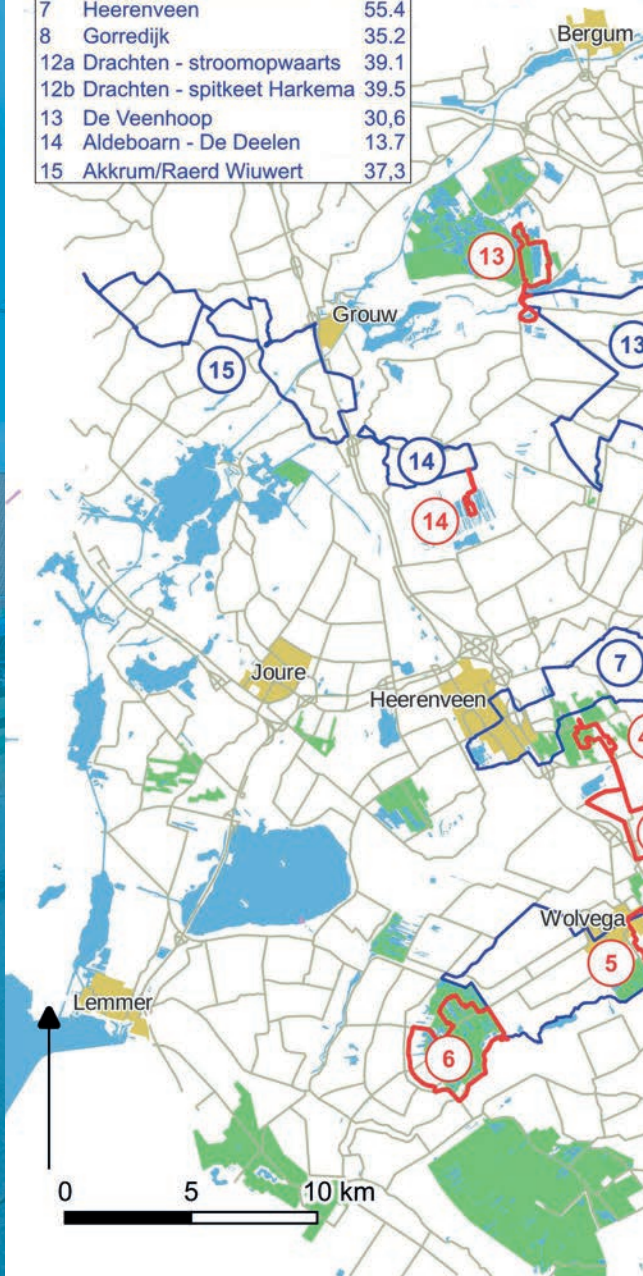 7 Heerenveen 55.4
8 Gorredijk 35.2
12a Drachten - stroomopwaarts 39.1
12b Drachten - spitkeet Harkema 39.5
13 De Veenhoop 30,6
14 Aldeboarn - De Deelen 13.7
15 Akkrum/Raerd Wiuwert 37,3
Bergum
13
Grouw
13
15
14
14
7
Joure
Heerenveen
Wolvega
5
Lemmer
6
0 5 10 km